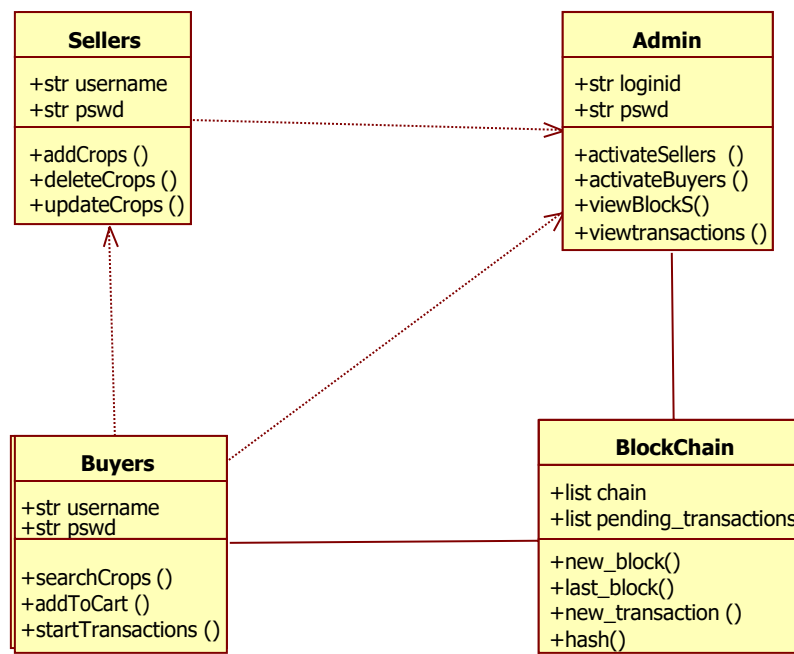 Sellers
+str username
+str pswd
+addCrops ()
+deleteCrops ()
+updateCrops ()
Admin
+str loginid
+str pswd
+activateSellers  ()
+activateBuyers ()
+viewBlockS()
+viewtransactions ()
Buyers
+str username
+str pswd
+searchCrops ()
+addToCart ()
+startTransactions ()
BlockChain
+list chain
+list pending_transactions
+new_block()
+last_block()
+new_transaction ()
+hash()